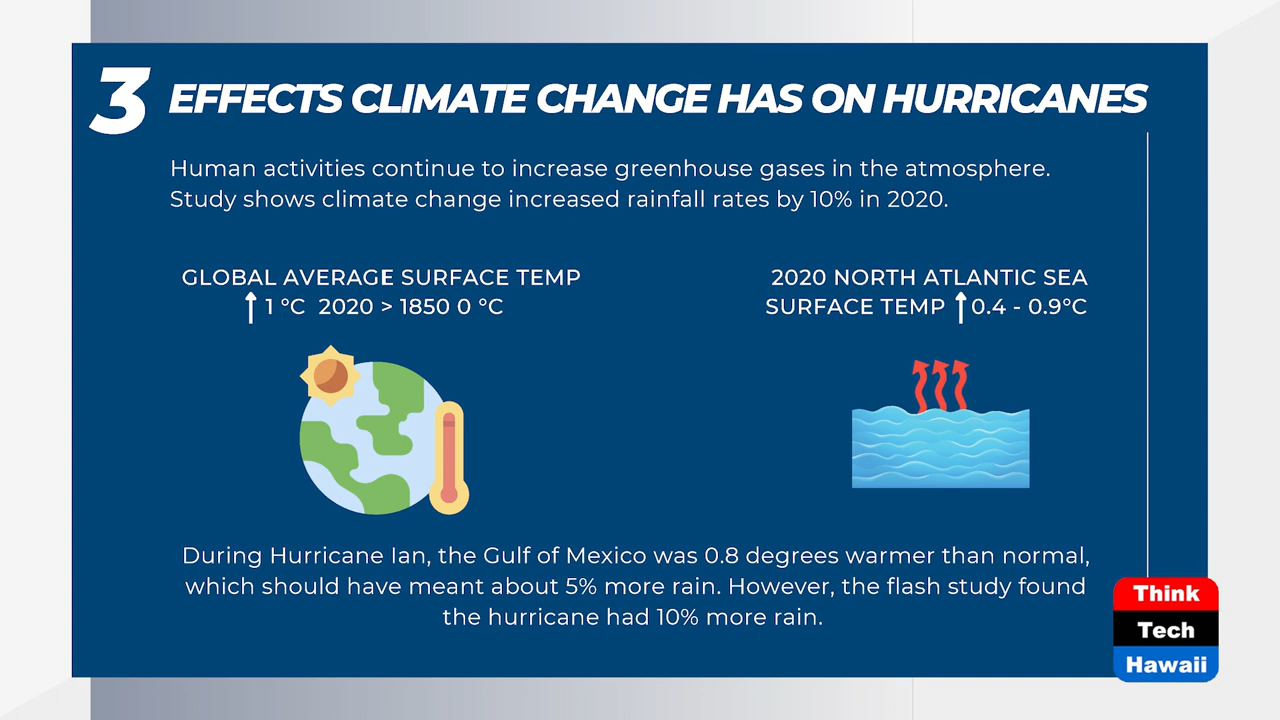 3 EFFECTS CLIMATE CHANGE HAS ON HURRICANES
Human activities continue to increase greenhouse gases in the atmosphere.
Study shows climate change increased rainfall rates by 10% in 2020.
GLOBAL AVERAGE SURFACE TEMP
↑ 1 °C 2020 > 1850 0 °C
2020 NORTH ATLANTIC SEA
SURFACE TEMP ↑ 0.4 - 0.9°C
During Hurricane Ian, the Gulf of Mexico was 0.8 degrees warmer than normal,
which should have meant about 5% more rain. However, the flash study found
the hurricane had 10% more rain.
Think
Tech
Hawaii